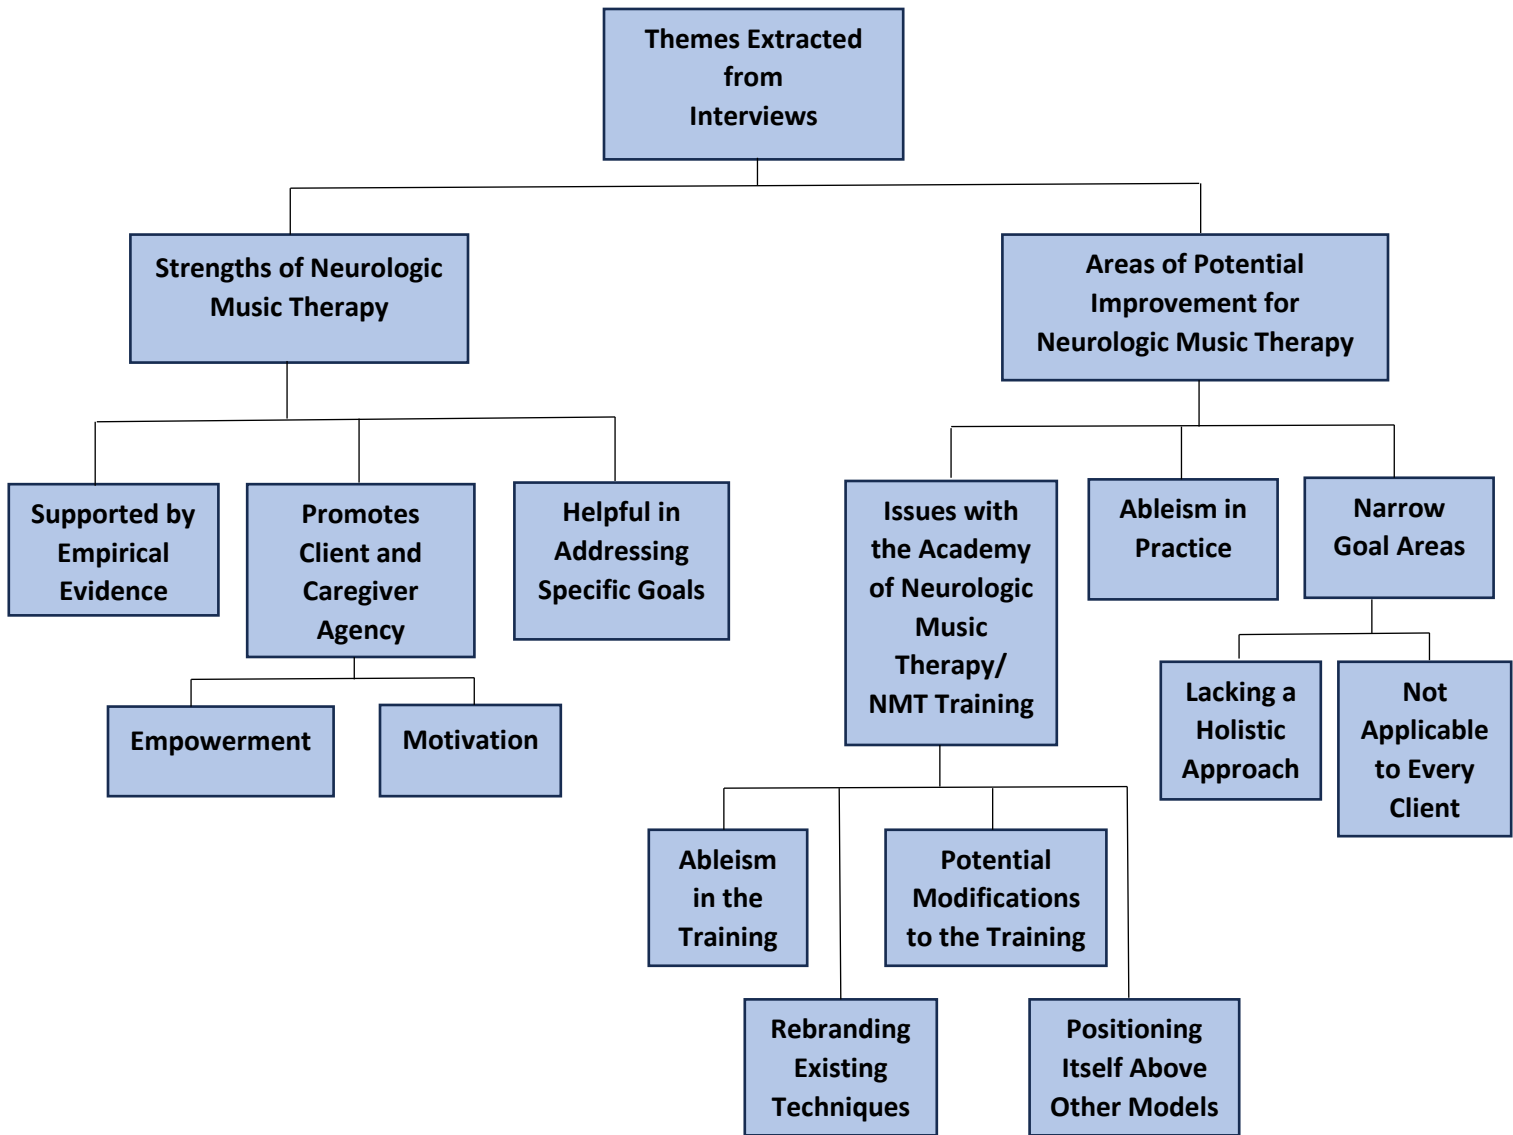 Themes Extracted
from
Interviews
Strengths of Neurologic
Music Therapy
Areas of Potential
Improvement for
Neurologic Music Therapy
Supported by
Empirical
Evidence
Promotes
Client and
Caregiver
Agency
Helpful in
Addressing
Specific Goals
Issues with
the Academy
of Neurologic
Music
Therapy/
NMT Training
Ableism in
Practice
Narrow
Goal Areas
Empowerment
Motivation
Lacking a
Holistic
Approach
Not
Applicable
to Every
Client
Ableism
in the
Training
Potential
Modifications
to the Training
Rebranding
Existing
Techniques
Positioning
Itself Above
Other Models